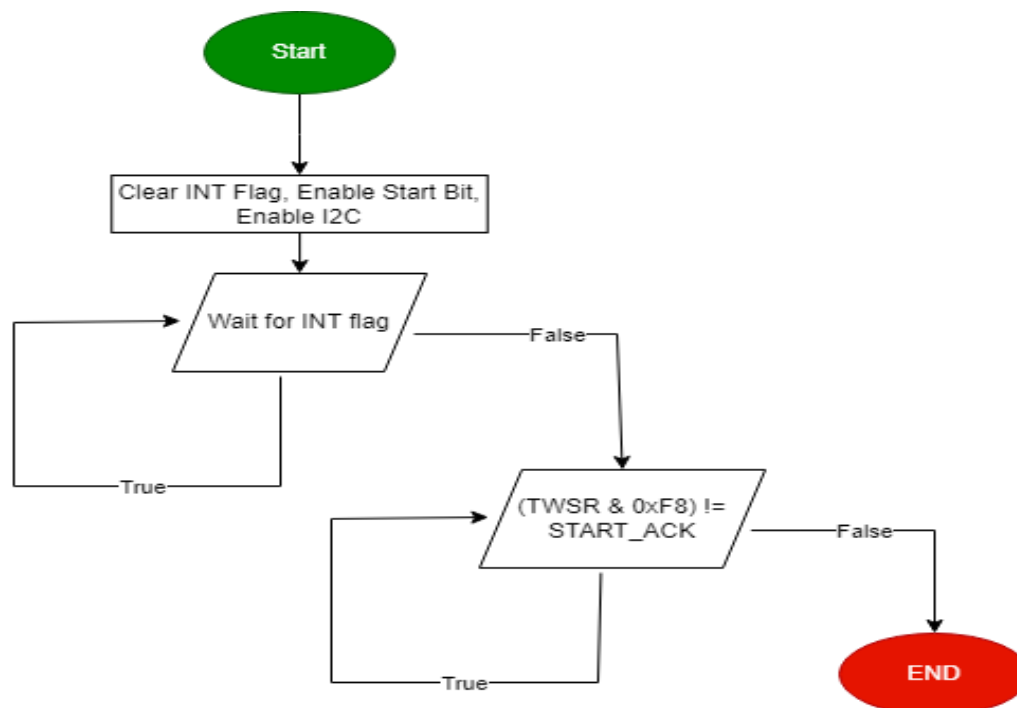 Start
Clear INT Flag, Enable Start Bit,
Enable I2C
Wait for INT flag
False
True
(TWSR & 0xF8) !=
START_ACK
False
True
END